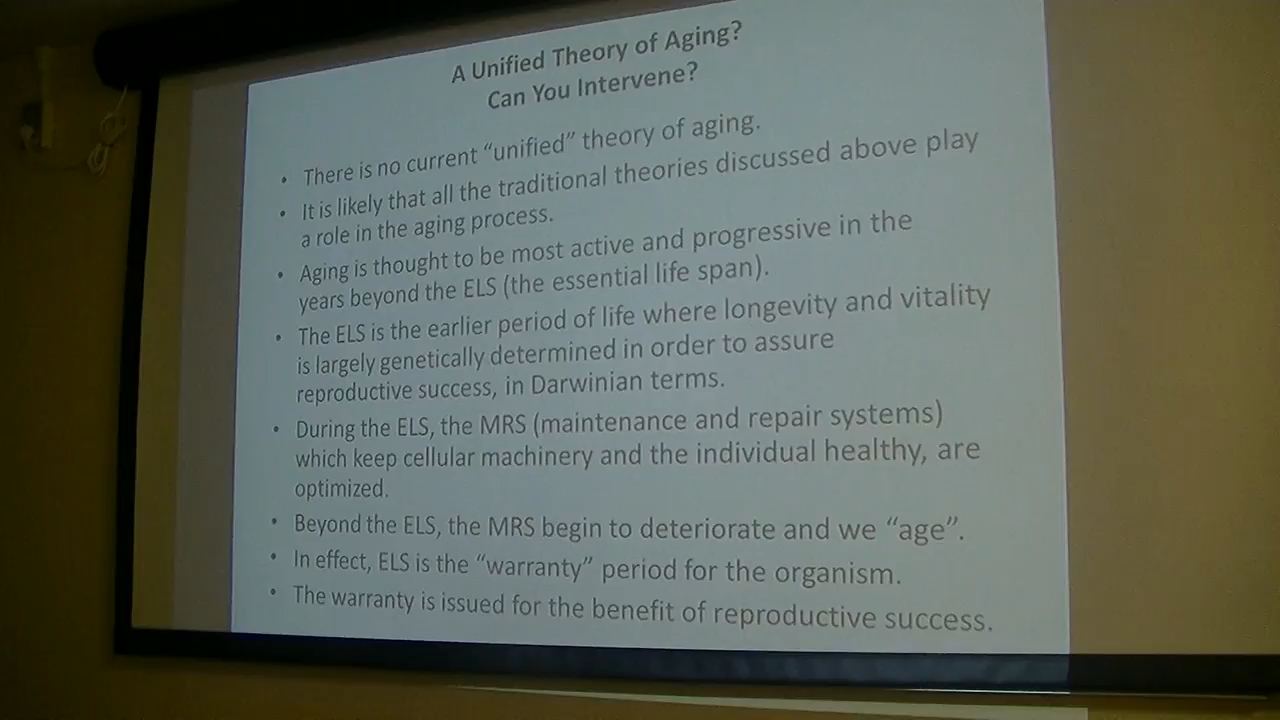 A Unified Theory of Aging?
Can You Intervene?
• There is no current “unified” theory of aging.
• It is likely that all the traditional theories discussed above play
a role in the aging process.
• Aging is thought to be most active and progressive in the
years beyond the ELS (the essential life span).
• The ELS is the earlier period of life where longevity and vitality
is largely genetically determined in order to assure
reproductive success, in Darwinian terms.
• During the ELS, the MRS (maintenance and repair systems)
which keep cellular machinery and the individual healthy, are
optimized.
• Beyond the ELS, the MRS begin to deteriorate and we “age”.
• In effect, ELS is the “warranty” period for the organism.
• The warranty is issued for the benefit of reproductive success.